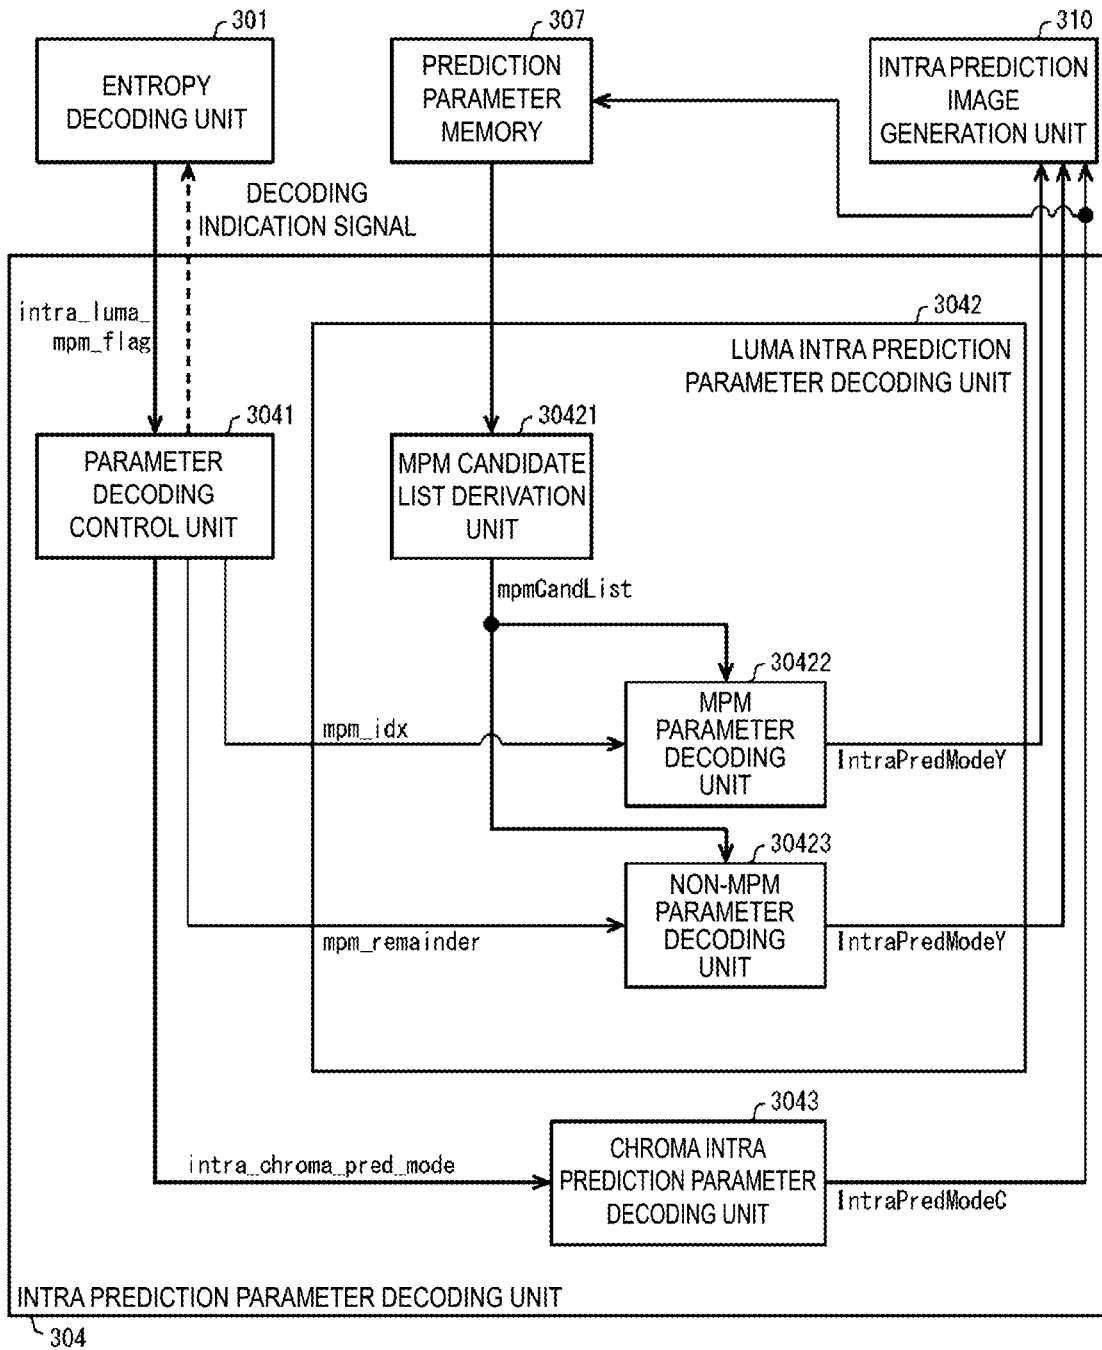 301
ENTROPY
DECODING UNIT
307
PREDICTION
PARAMETER
MEMORY
310
INTRA PREDICTION
IMAGE
GENERATION UNIT
DECODING
INDICATION SIGNAL
intra_luma_
mpm_flag
3042
LUMA INTRA PREDICTION
PARAMETER DECODING UNIT
3041
PARAMETER
DECODING
CONTROL UNIT
30421
MPM CANDIDATE
LIST DERIVATION
UNIT
mpmCandList
30422
MPM
PARAMETER
DECODING
UNIT
mpm_idx
IntraPredModeY
30423
NON-MPM
PARAMETER
DECODING
UNIT
mpm_remainder
IntraPredModeY
3043
CHROMA INTRA
PREDICTION PARAMETER
DECODING UNIT
intra_chroma_pred_mode
IntraPredModeC
INTRA PREDICTION PARAMETER DECODING UNIT
304